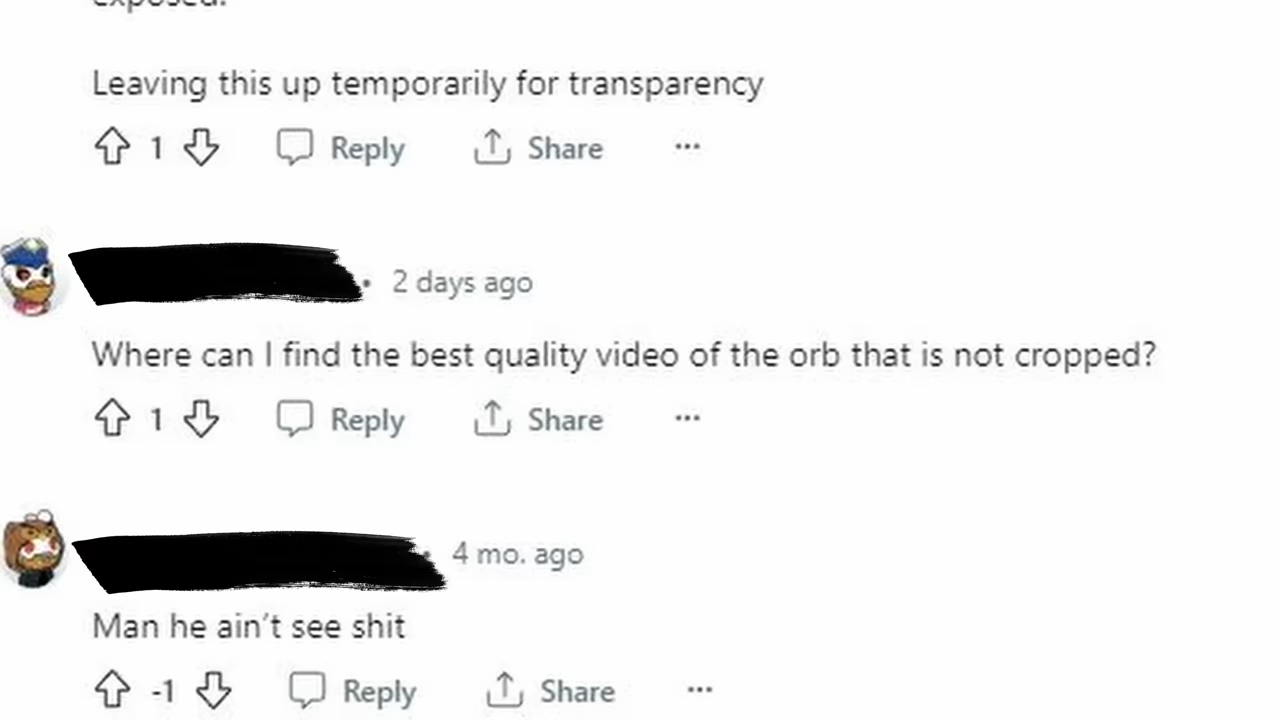 exposed.
Leaving this up temporarily for transparency
1 Reply Share ...
• 2 days ago
Where can I find the best quality video of the orb that is not cropped?
1 Reply Share ...
• 4 mo. ago
Man he ain't see shit
-1 Reply Share ...